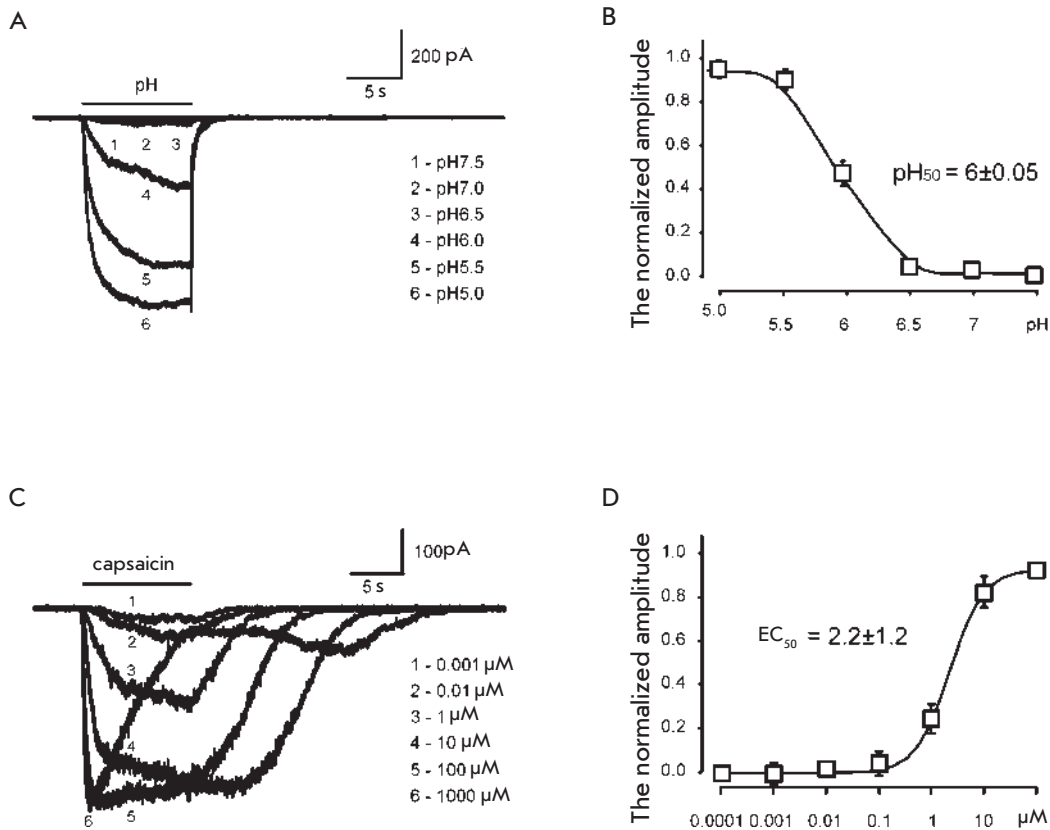 A
200 pA
5 s
pH
1 2 3
4
5
6
1 - pH7.5
2 - pH7.0
3 - pH6.5
4 - pH6.0
5 - pH5.5
6 - pH5.0
B
The normalized amplitude
1.0
0.8
0.6
0.4
0.2
0.0
pH50 = 6±0.05
5.0 5.5 6 6.5 7 pH
C
100pA
5 s
capsaicin
1
2
3
4
6 5
1 - 0.001 µM
2 - 0.01 µM
3 - 1 µM
4 - 10 µM
5 - 100 µM
6 - 1000 µM
D
The normalized amplitude
1.0
0.8
0.6
0.4
0.2
0.0
EC50 = 2.2±1.2
0.0001 0.001 0.01 0.1 1 10 µM